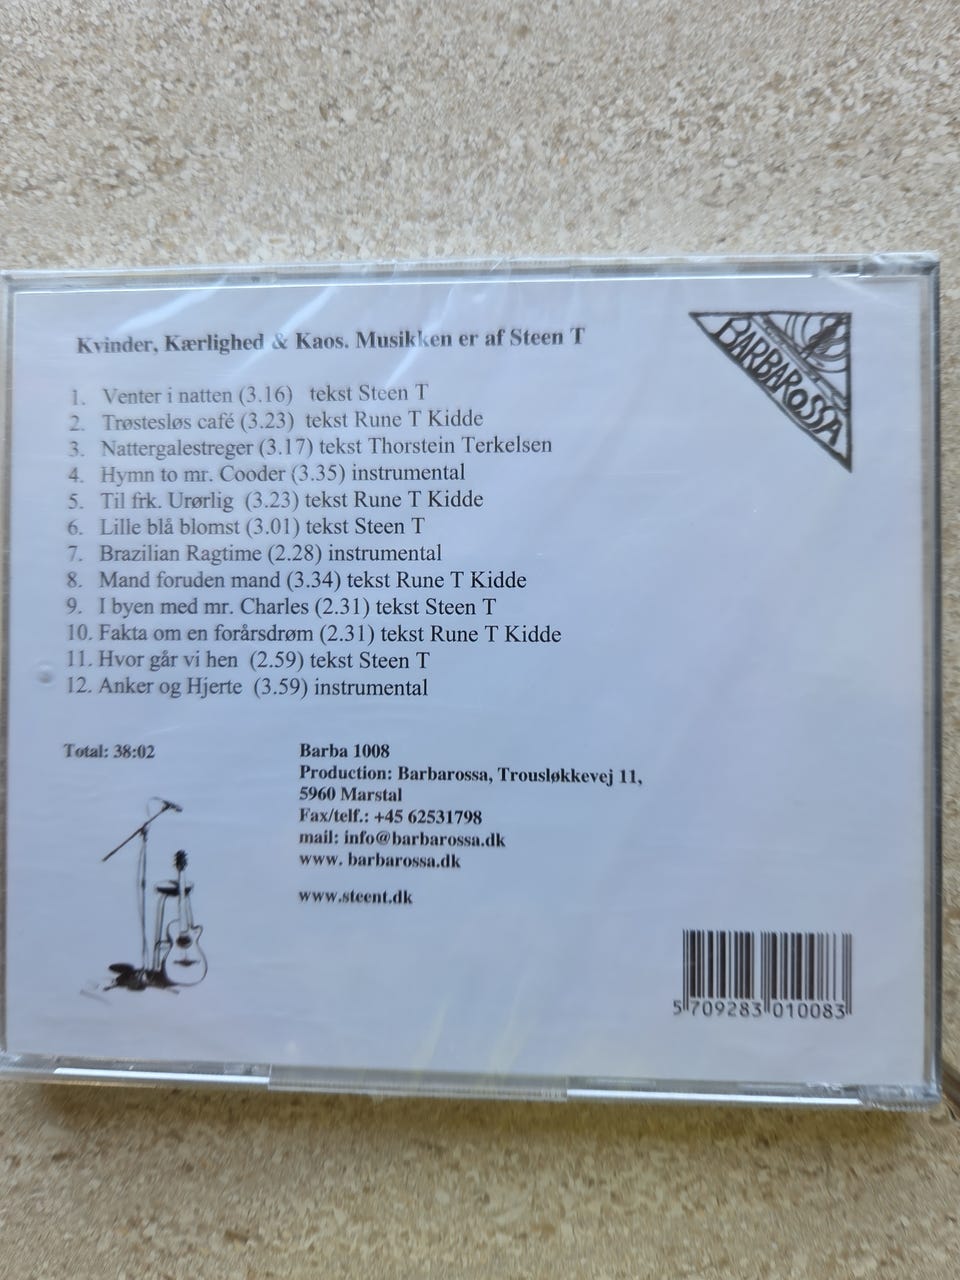 BARBAROSSA
Kvinder, Kærlighed & Kaos. Musikken er af Steen T
1. Venter i natten (3.16) tekst Steen T
2. Trøstesløs café (3.23) tekst Rune T Kidde
3. Nattergalestreger (3.17) tekst Thorstein Terkelsen
4. Hymn to mr. Cooder (3.35) instrumental
5. Til frk. Urørlig (3.23) tekst Rune T Kidde
6. Lille blå blomst (3.01) tekst Steen T
7. Brazilian Ragtime (2.28) instrumental
8. Mand foruden mand (3.34) tekst Rune T Kidde
9. I byen med mr. Charles (2.31) tekst Steen T
10. Fakta om en forårsdrøm (2.31) tekst Rune T Kidde
11. Hvor går vi hen (2.59) tekst Steen T
12. Anker og Hjerte (3.59) instrumental
Total: 38:02
Barba 1008
Production: Barbarossa, Trousløkkevej 11,
5960 Marstal
Fax/telf.: +45 62531798
mail: info@barbarossa.dk
www. barbarossa.dk
www.steent.dk
5 709283 010083